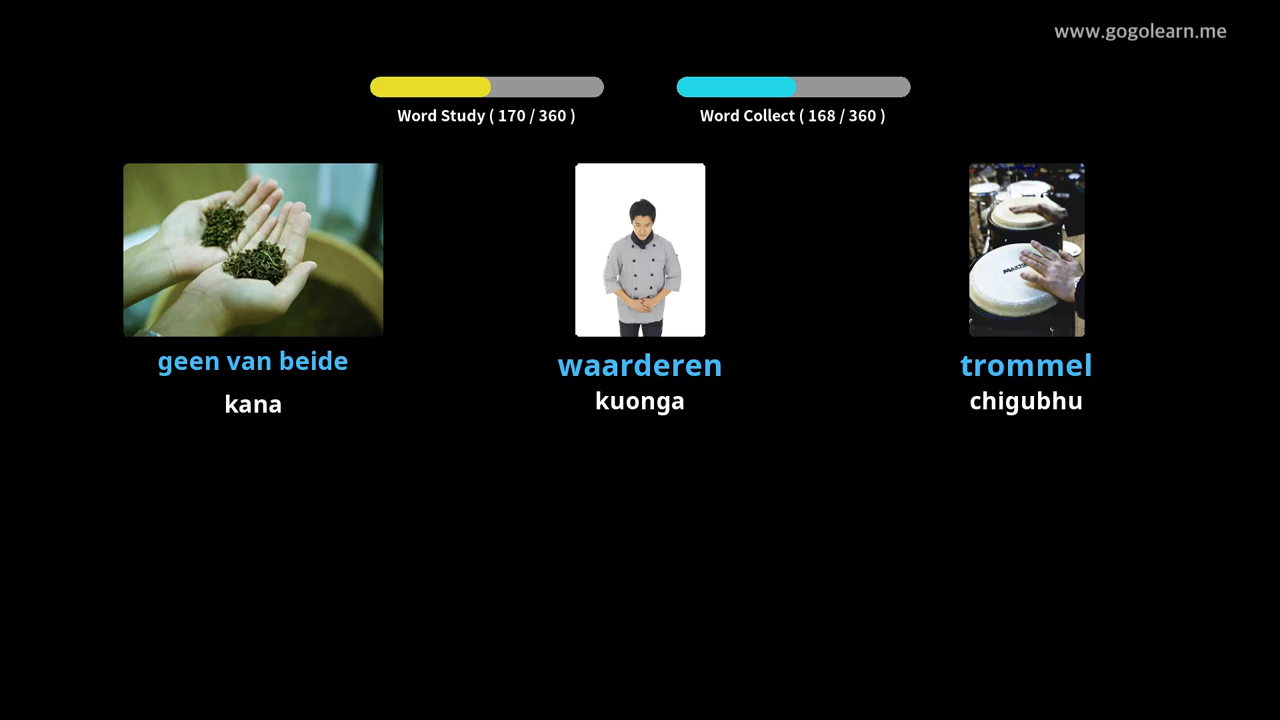 www.gogolearn.me
Word Study ( 170 / 360 )
Word Collect ( 168 / 360 )
geen van beide
kana
waarderen
kuonga
trommel
chigubhu